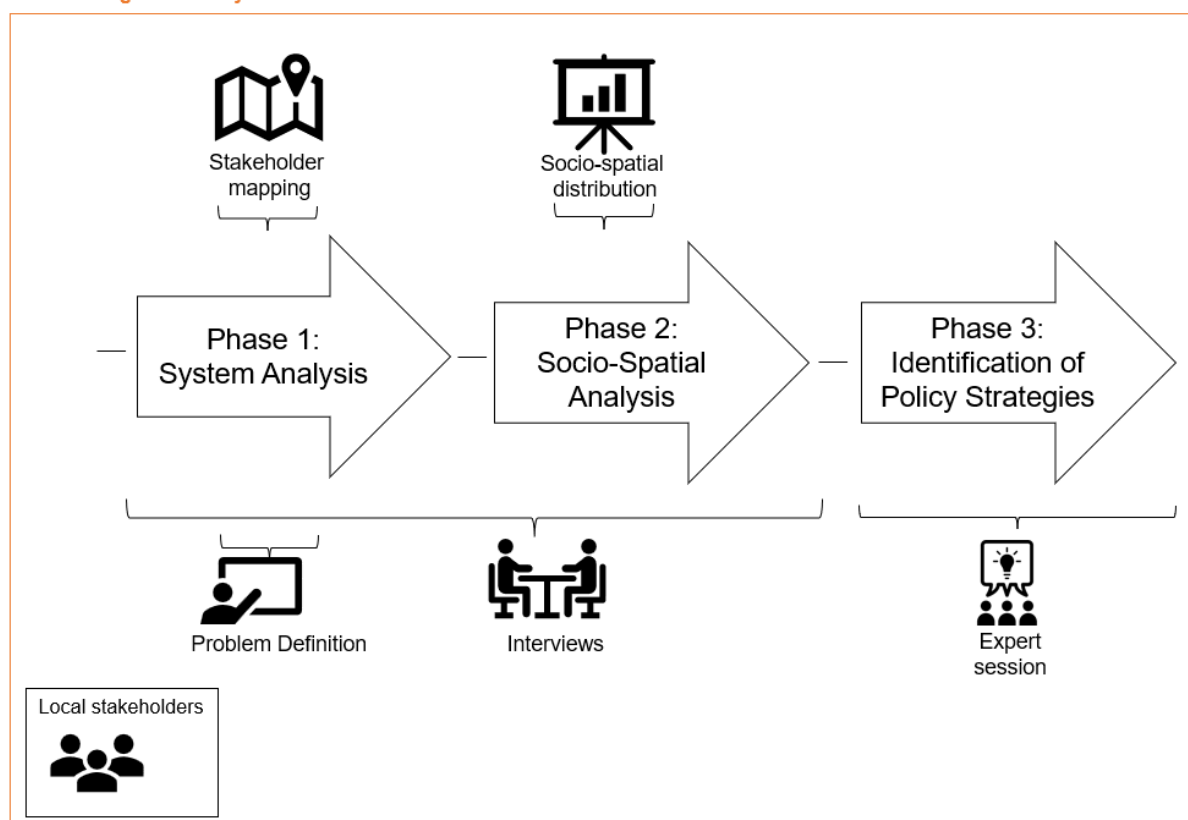 Stakeholder
mapping
Socio-spatial
distribution
Phase 1:
System Analysis
Phase 2:
Socio-Spatial
Analysis
Phase 3:
Identification of
Policy Strategies
Problem Definition
Interviews
Expert
session
Local stakeholders